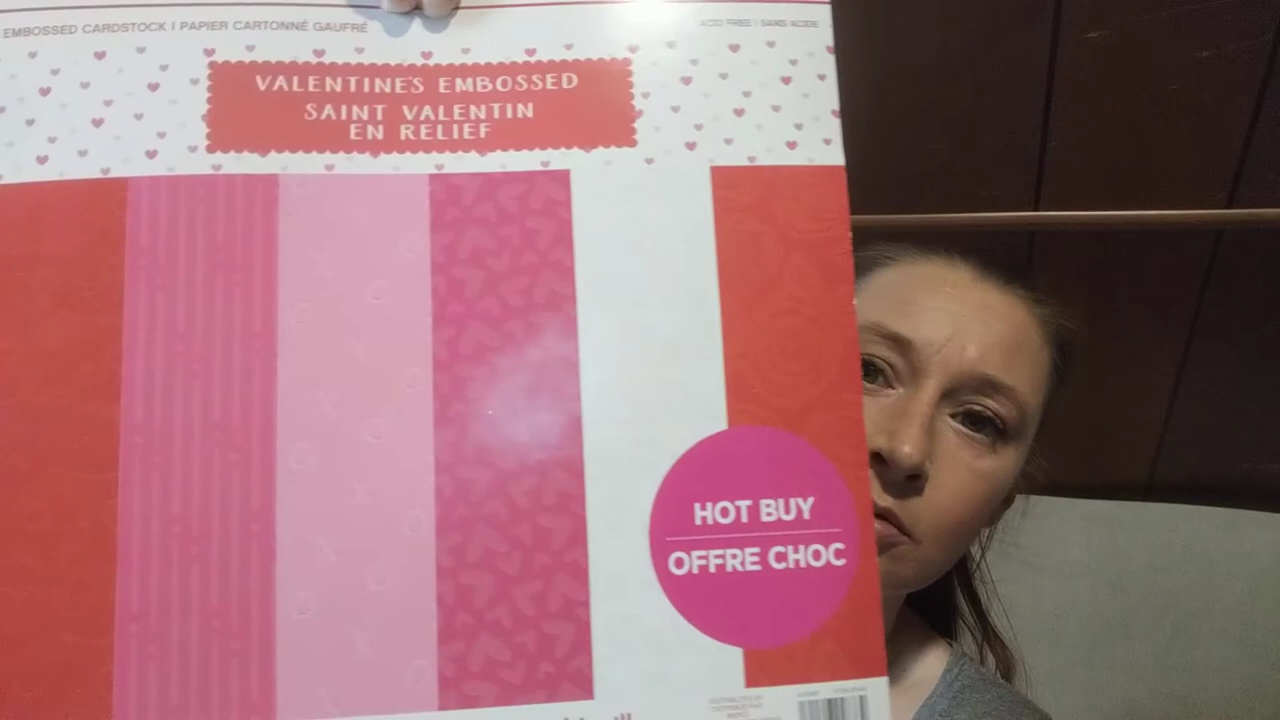 EMBOSSED CARDSTOCK | PAPIER CARTONNÉ GAUFRÉ
ACID FREE | SANS ACIDE
VALENTINE'S EMBOSSED
SAINT VALENTIN
EN RELIEF
HOT BUY
OFFRE CHOC